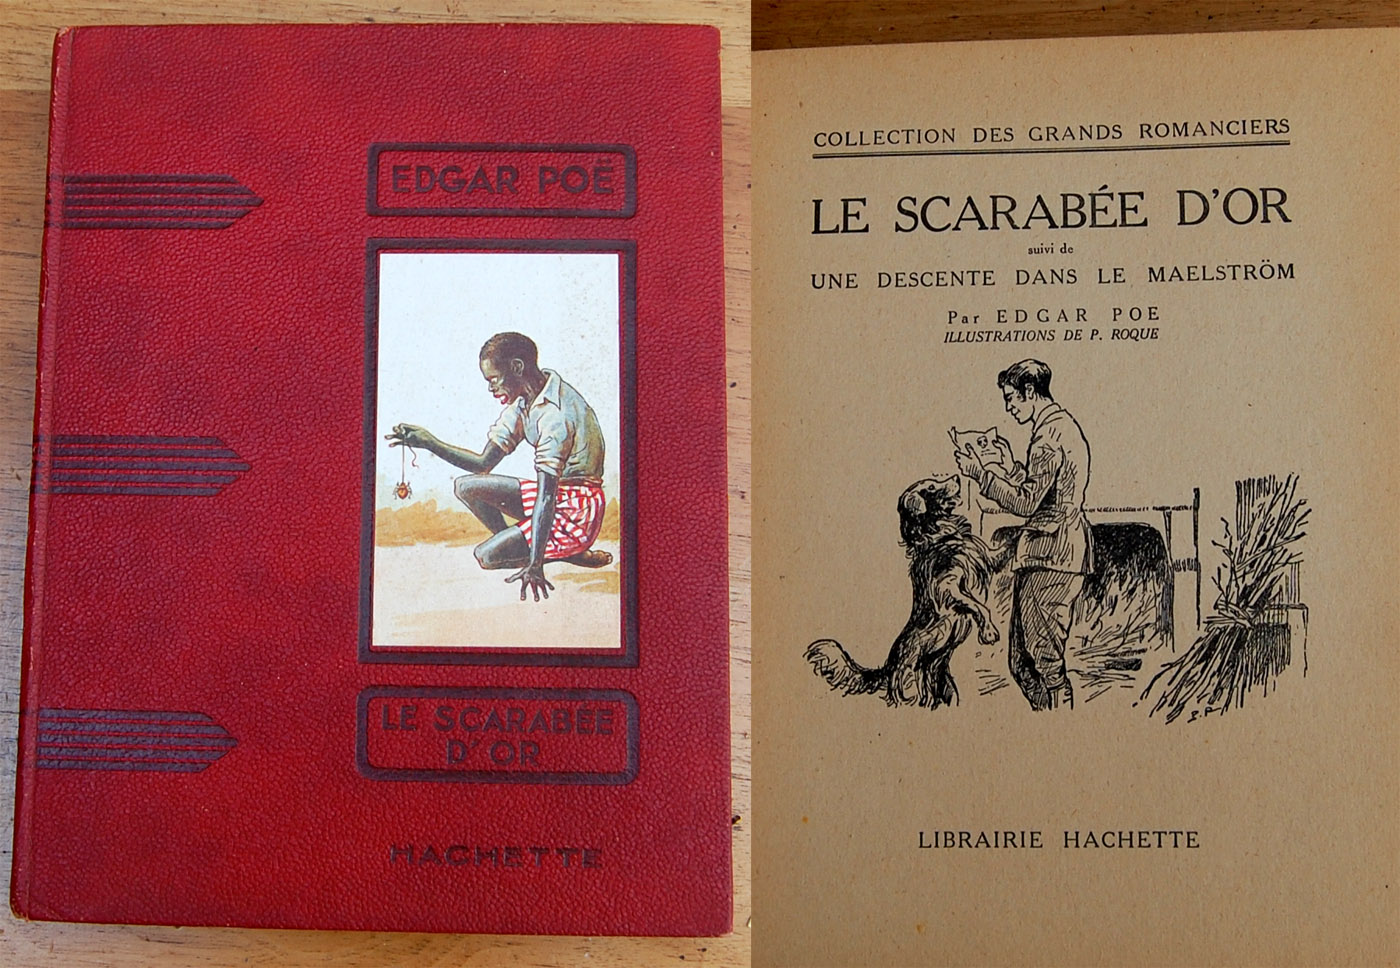 EDGAR POË
LE SCARABÉE
D'OR
HACHETTE
COLLECTION DES GRANDS ROMANCIERS
LE SCARABÉE D'OR
suivi de
UNE DESCENTE DANS LE MAELSTRÖM
Par EDGAR POE
ILLUSTRATIONS DE P. ROQUE
LIBRAIRIE HACHETTE